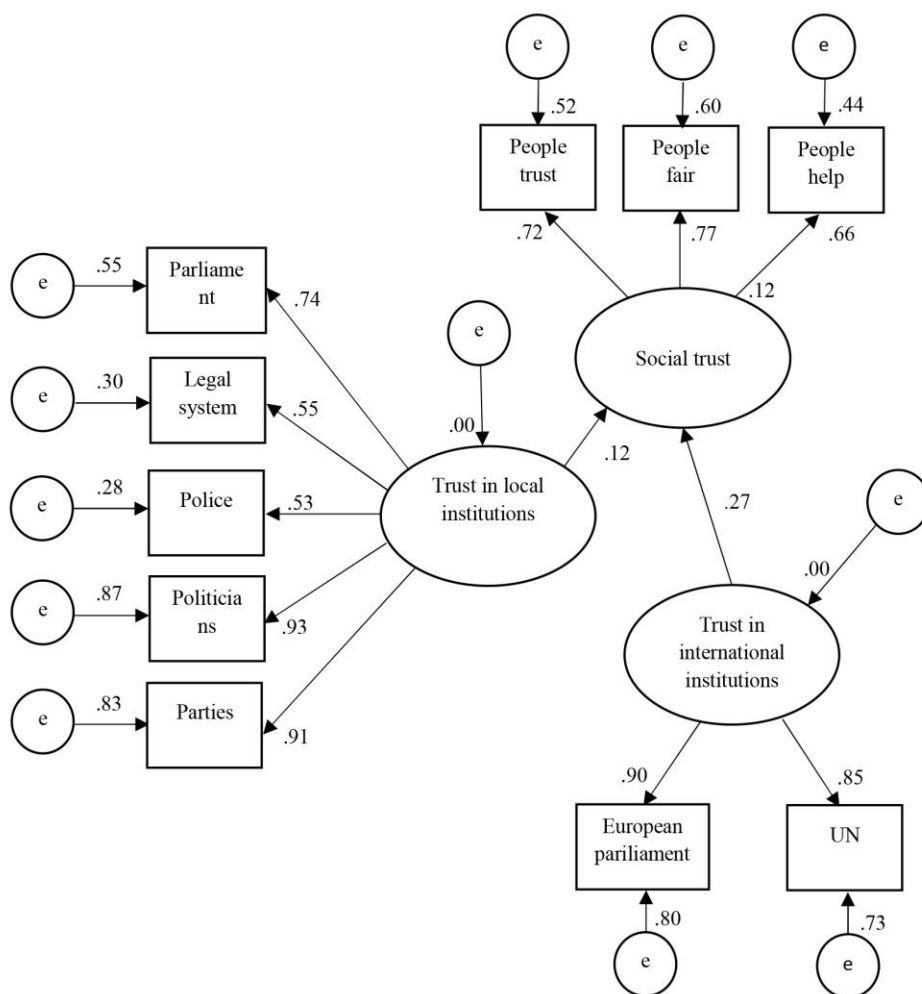 e
e
e
.52
.60
.44
People
trust
People
fair
People
help
.72
.77
.66
.12
Social trust
e
.55
Parliame
nt
.74
e
.30
Legal
system
.55
e
.28
Police
.53
e
.87
Politicia
ns
.93
e
.83
Parties
.91
e
.00
Trust in local
institutions
.12
.27
e
.00
Trust in
international
institutions
.90
.85
European
pariliament
UN
.80
.73
e
e